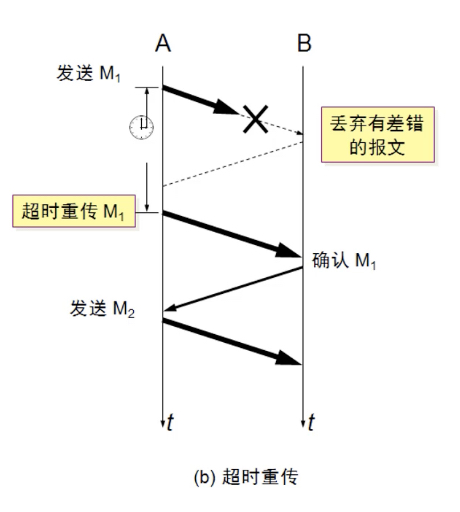 A
B
发送 M₁
丢弃有差错
的报文
超时重传 M₁
确认 M₁
发送 M₂
t
t
(b) 超时重传